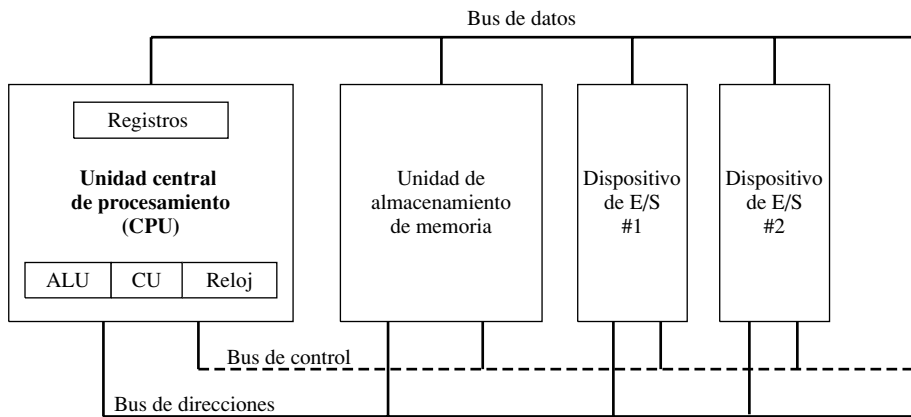 Bus de datos
Registros
Unidad central
de procesamiento
(CPU)
ALU
CU
Reloj
Unidad de
almacenamiento
de memoria
Dispositivo
de E/S
#1
Dispositivo
de E/S
#2
Bus de control
Bus de direcciones